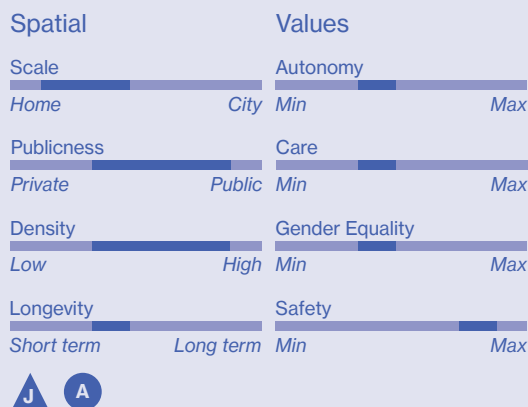 Spatial
Scale
Home City
Publicness
Private Public
Density
Low High
Longevity
Short term Long term
Values
Autonomy
Min Max
Care
Min Max
Gender Equality
Min Max
Safety
Min Max
J A